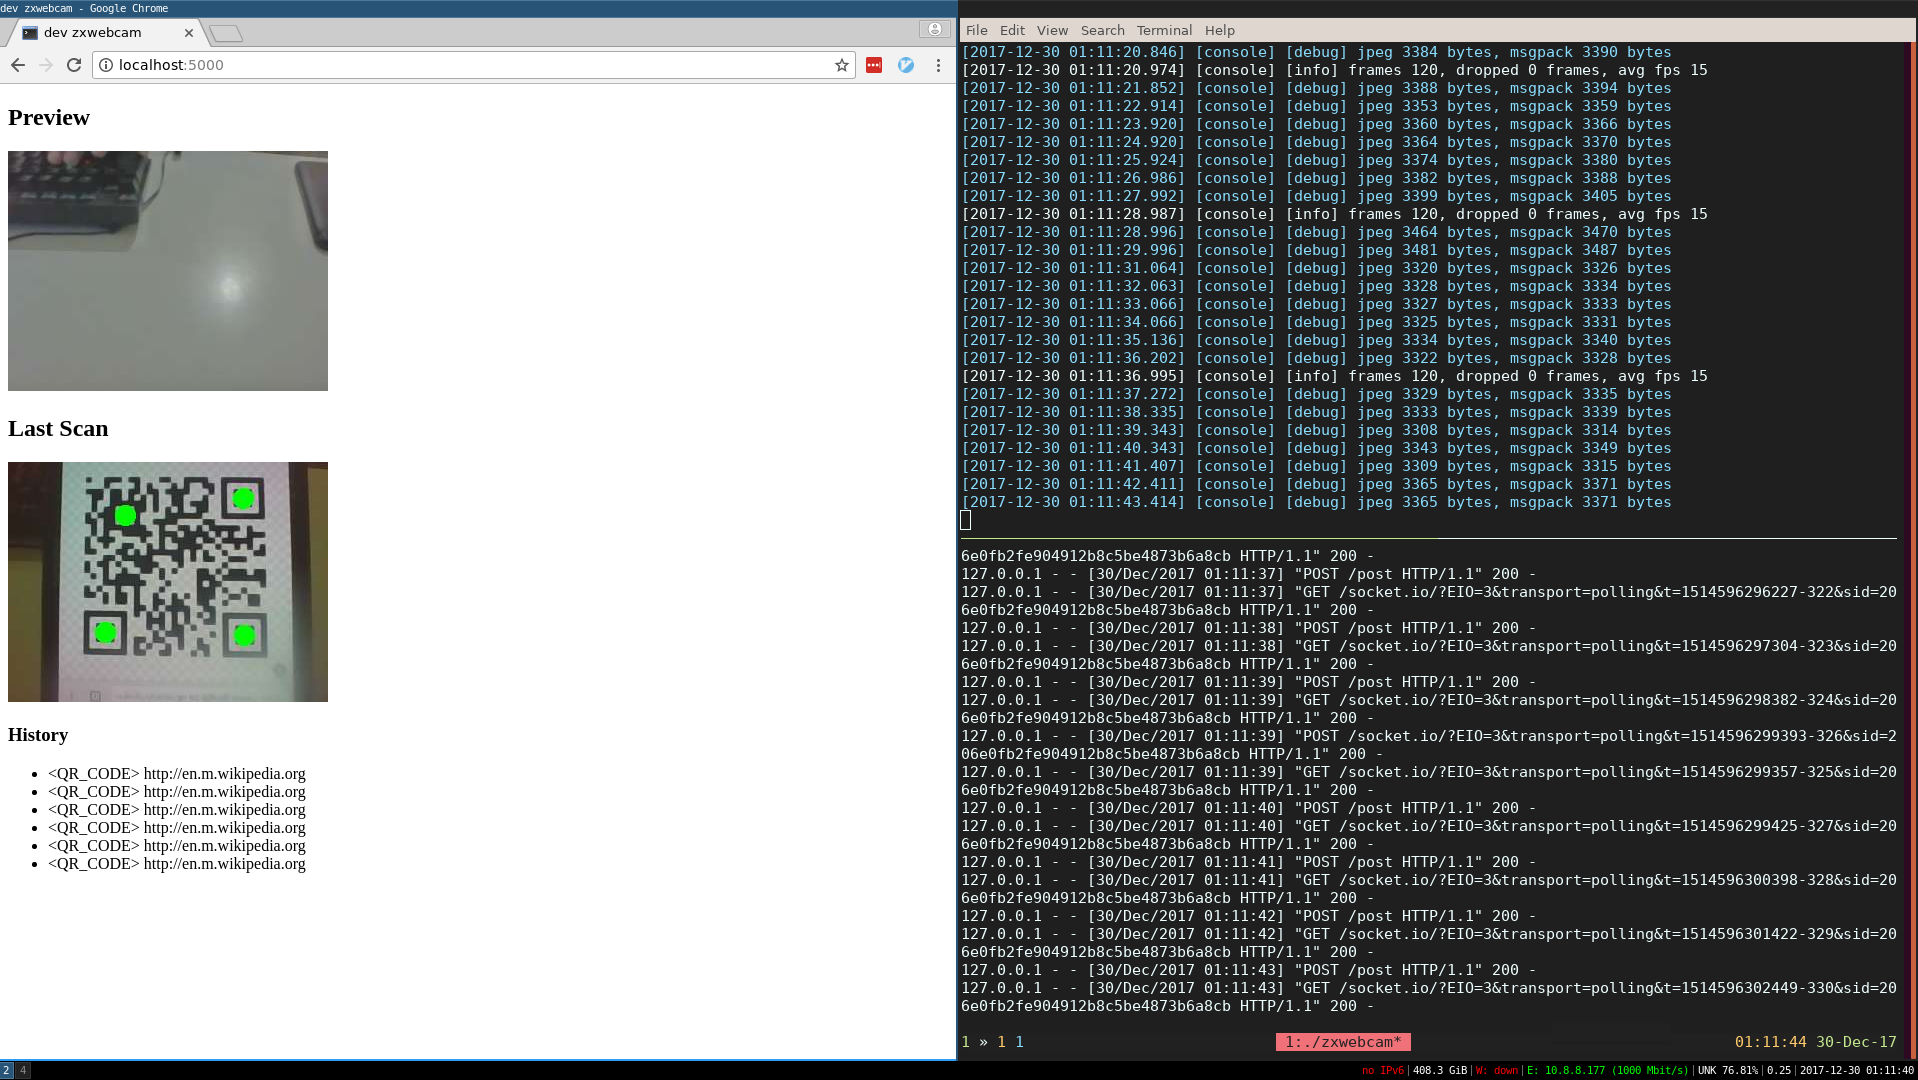 dev zxwebcam - Google Chrome
dev zxwebcam
localhost:5000
Preview
Last Scan
History
<QR_CODE> http://en.m.wikipedia.org
<QR_CODE> http://en.m.wikipedia.org
<QR_CODE> http://en.m.wikipedia.org
<QR_CODE> http://en.m.wikipedia.org
<QR_CODE> http://en.m.wikipedia.org
<QR_CODE> http://en.m.wikipedia.org
File Edit View Search Terminal Help
[2017-12-30 01:11:20.846] [console] [debug] jpeg 3384 bytes, msgpack 3390 bytes
[2017-12-30 01:11:20.974] [console] [info] frames 120, dropped 0 frames, avg fps 15
[2017-12-30 01:11:21.852] [console] [debug] jpeg 3388 bytes, msgpack 3394 bytes
[2017-12-30 01:11:22.914] [console] [debug] jpeg 3353 bytes, msgpack 3359 bytes
[2017-12-30 01:11:23.920] [console] [debug] jpeg 3360 bytes, msgpack 3366 bytes
[2017-12-30 01:11:24.920] [console] [debug] jpeg 3364 bytes, msgpack 3370 bytes
[2017-12-30 01:11:25.924] [console] [debug] jpeg 3374 bytes, msgpack 3380 bytes
[2017-12-30 01:11:26.986] [console] [debug] jpeg 3382 bytes, msgpack 3388 bytes
[2017-12-30 01:11:27.992] [console] [debug] jpeg 3399 bytes, msgpack 3405 bytes
[2017-12-30 01:11:28.987] [console] [info] frames 120, dropped 0 frames, avg fps 15
[2017-12-30 01:11:28.996] [console] [debug] jpeg 3464 bytes, msgpack 3470 bytes
[2017-12-30 01:11:29.996] [console] [debug] jpeg 3481 bytes, msgpack 3487 bytes
[2017-12-30 01:11:31.064] [console] [debug] jpeg 3320 bytes, msgpack 3326 bytes
[2017-12-30 01:11:32.063] [console] [debug] jpeg 3328 bytes, msgpack 3334 bytes
[2017-12-30 01:11:33.066] [console] [debug] jpeg 3327 bytes, msgpack 3333 bytes
[2017-12-30 01:11:34.066] [console] [debug] jpeg 3325 bytes, msgpack 3331 bytes
[2017-12-30 01:11:35.136] [console] [debug] jpeg 3334 bytes, msgpack 3340 bytes
[2017-12-30 01:11:36.202] [console] [debug] jpeg 3322 bytes, msgpack 3328 bytes
[2017-12-30 01:11:36.995] [console] [info] frames 120, dropped 0 frames, avg fps 15
[2017-12-30 01:11:37.272] [console] [debug] jpeg 3329 bytes, msgpack 3335 bytes
[2017-12-30 01:11:38.335] [console] [debug] jpeg 3333 bytes, msgpack 3339 bytes
[2017-12-30 01:11:39.343] [console] [debug] jpeg 3308 bytes, msgpack 3314 bytes
[2017-12-30 01:11:40.343] [console] [debug] jpeg 3343 bytes, msgpack 3349 bytes
[2017-12-30 01:11:41.407] [console] [debug] jpeg 3309 bytes, msgpack 3315 bytes
[2017-12-30 01:11:42.411] [console] [debug] jpeg 3365 bytes, msgpack 3371 bytes
[2017-12-30 01:11:43.414] [console] [debug] jpeg 3365 bytes, msgpack 3371 bytes
6e0fb2fe904912b8c5be4873b6a8cb HTTP/1.1" 200 -
127.0.0.1 - - [30/Dec/2017 01:11:37] "POST /post HTTP/1.1" 200 -
127.0.0.1 - - [30/Dec/2017 01:11:37] "GET /socket.io/?EIO=3&transport=polling&t=1514596296227-322&sid=20
6e0fb2fe904912b8c5be4873b6a8cb HTTP/1.1" 200 -
127.0.0.1 - - [30/Dec/2017 01:11:38] "POST /post HTTP/1.1" 200 -
127.0.0.1 - - [30/Dec/2017 01:11:38] "GET /socket.io/?EIO=3&transport=polling&t=1514596297304-323&sid=20
6e0fb2fe904912b8c5be4873b6a8cb HTTP/1.1" 200 -
127.0.0.1 - - [30/Dec/2017 01:11:39] "POST /post HTTP/1.1" 200 -
127.0.0.1 - - [30/Dec/2017 01:11:39] "GET /socket.io/?EIO=3&transport=polling&t=1514596298382-324&sid=20
6e0fb2fe904912b8c5be4873b6a8cb HTTP/1.1" 200 -
127.0.0.1 - - [30/Dec/2017 01:11:39] "POST /socket.io/?EIO=3&transport=polling&t=1514596299393-326&sid=2
06e0fb2fe904912b8c5be4873b6a8cb HTTP/1.1" 200 -
127.0.0.1 - - [30/Dec/2017 01:11:39] "GET /socket.io/?EIO=3&transport=polling&t=1514596299357-325&sid=20
6e0fb2fe904912b8c5be4873b6a8cb HTTP/1.1" 200 -
127.0.0.1 - - [30/Dec/2017 01:11:40] "POST /post HTTP/1.1" 200 -
127.0.0.1 - - [30/Dec/2017 01:11:40] "GET /socket.io/?EIO=3&transport=polling&t=1514596299425-327&sid=20
6e0fb2fe904912b8c5be4873b6a8cb HTTP/1.1" 200 -
127.0.0.1 - - [30/Dec/2017 01:11:41] "POST /post HTTP/1.1" 200 -
127.0.0.1 - - [30/Dec/2017 01:11:41] "GET /socket.io/?EIO=3&transport=polling&t=1514596300398-328&sid=20
6e0fb2fe904912b8c5be4873b6a8cb HTTP/1.1" 200 -
127.0.0.1 - - [30/Dec/2017 01:11:42] "POST /post HTTP/1.1" 200 -
127.0.0.1 - - [30/Dec/2017 01:11:42] "GET /socket.io/?EIO=3&transport=polling&t=1514596301422-329&sid=20
6e0fb2fe904912b8c5be4873b6a8cb HTTP/1.1" 200 -
127.0.0.1 - - [30/Dec/2017 01:11:43] "POST /post HTTP/1.1" 200 -
127.0.0.1 - - [30/Dec/2017 01:11:43] "GET /socket.io/?EIO=3&transport=polling&t=1514596302449-330&sid=20
6e0fb2fe904912b8c5be4873b6a8cb HTTP/1.1" 200 -
1 » 1 1 1:./zxwebcam* 01:11:44 30-Dec-17
2 4 no IPv6 | 408.3 GiB | W: down | E: 10.8.8.177 (1000 Mbit/s) | UNK 76.81% | 0.25 | 2017-12-30 01:11:40